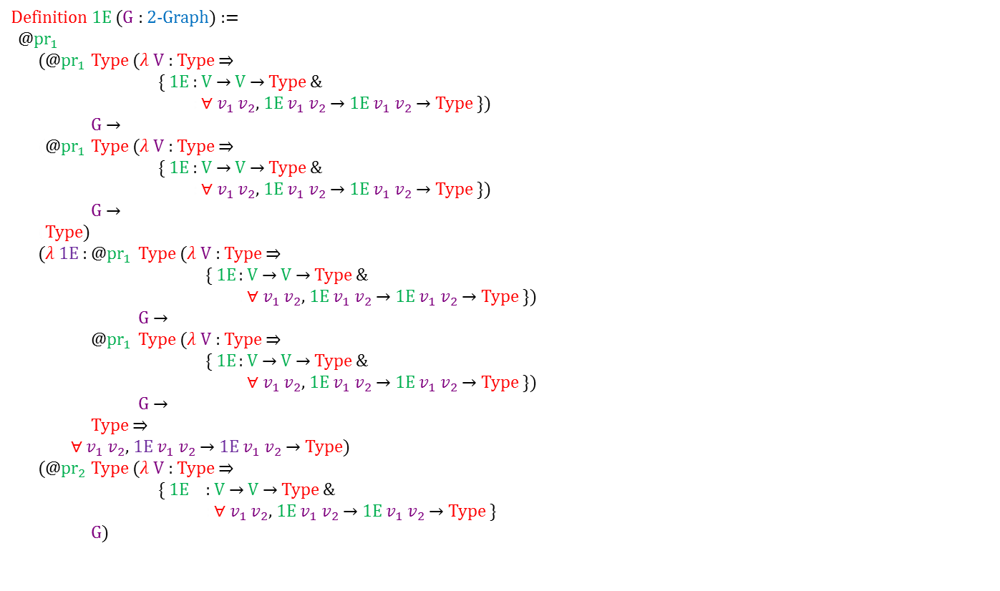 Definition 1E (G : 2-Graph) :=
@pr₁
(@pr₁ Type (λ V : Type ⇒
{ 1E : V → V → Type &
∀ v₁ v₂, 1E v₁ v₂ → 1E v₁ v₂ → Type })
G →
@pr₁ Type (λ V : Type ⇒
{ 1E : V → V → Type &
∀ v₁ v₂, 1E v₁ v₂ → 1E v₁ v₂ → Type })
G →
Type)
(λ 1E : @pr₁ Type (λ V : Type ⇒
{ 1E : V → V → Type &
∀ v₁ v₂, 1E v₁ v₂ → 1E v₁ v₂ → Type })
G →
@pr₁ Type (λ V : Type ⇒
{ 1E : V → V → Type &
∀ v₁ v₂, 1E v₁ v₂ → 1E v₁ v₂ → Type })
G →
Type ⇒
∀ v₁ v₂, 1E v₁ v₂ → 1E v₁ v₂ → Type)
(@pr₂ Type (λ V : Type ⇒
{ 1E : V → V → Type &
∀ v₁ v₂, 1E v₁ v₂ → 1E v₁ v₂ → Type }
G)